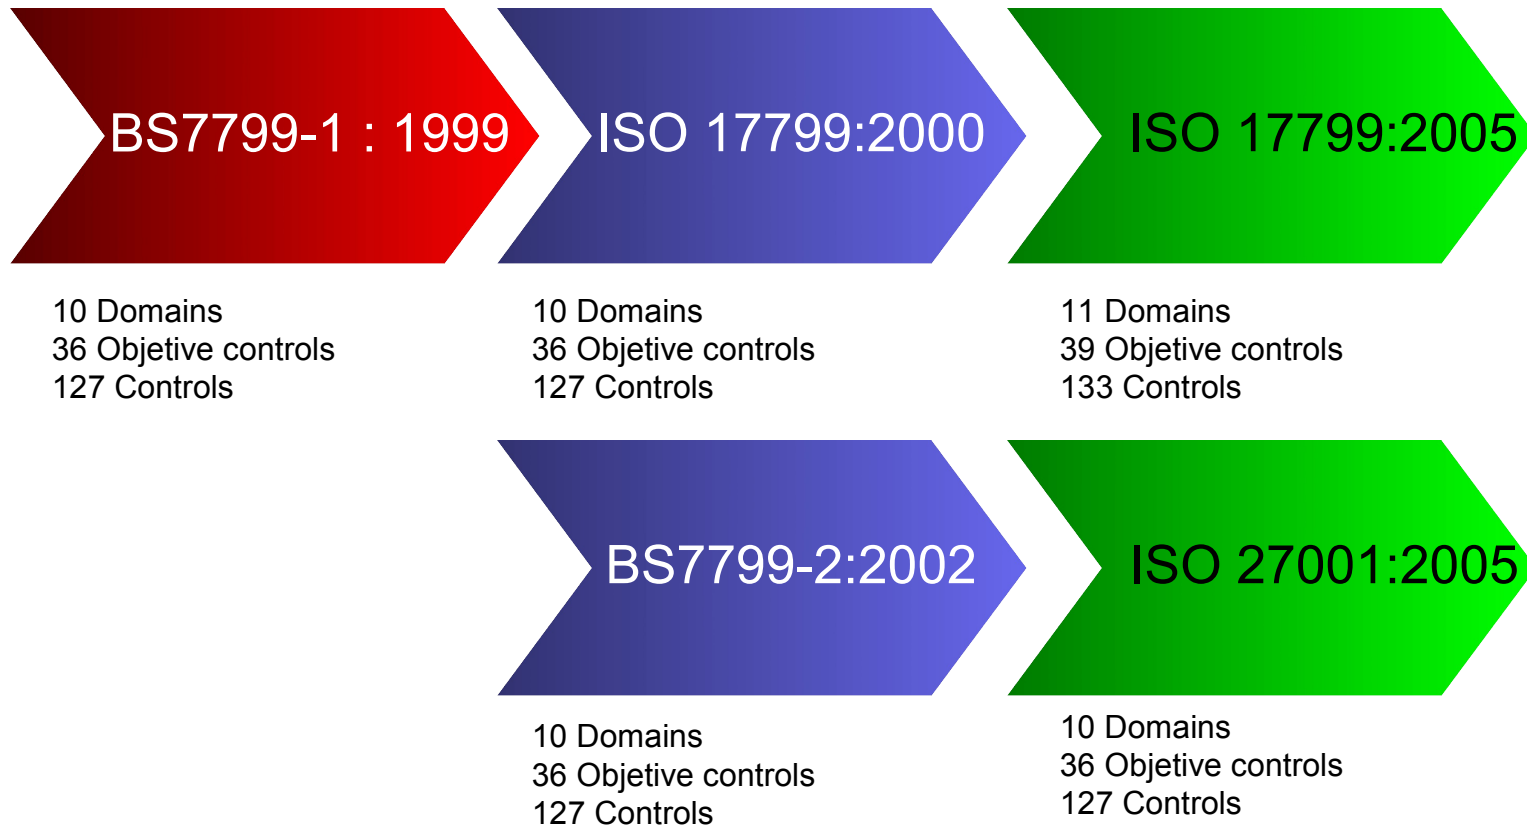 BS7799-1 : 1999
ISO 17799:2000
ISO 17799:2005
10 Domains
36 Objetive controls
127 Controls
10 Domains
36 Objetive controls
127 Controls
11 Domains
39 Objetive controls
133 Controls
BS7799-2:2002
ISO 27001:2005
10 Domains
36 Objetive controls
127 Controls
10 Domains
36 Objetive controls
127 Controls